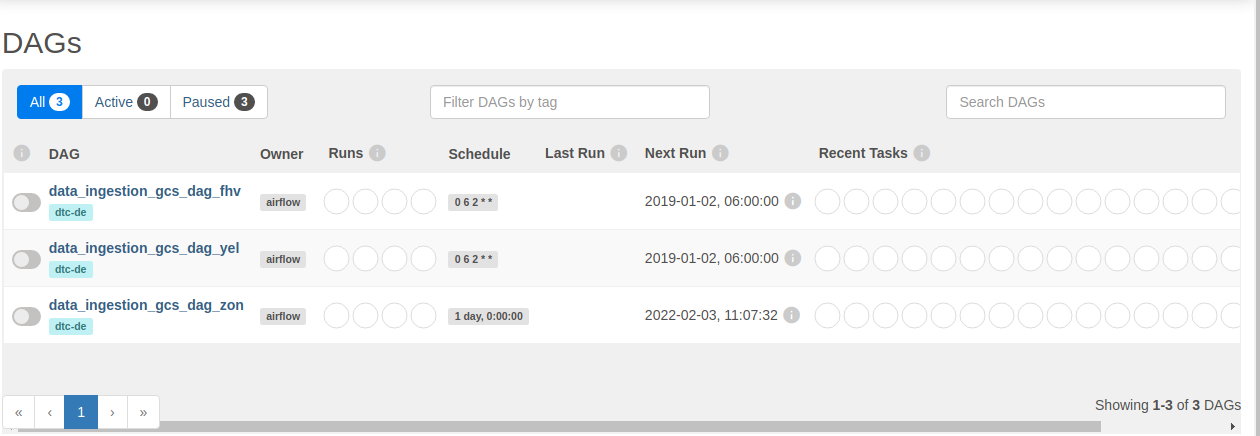 DAGs
All 3 Active 0 Paused 3 Filter DAGs by tag Search DAGs
DAG Owner Runs Schedule Last Run Next Run Recent Tasks
data_ingestion_gcs_dag_fhv airflow 0 6 2 * * 2019-01-02, 06:00:00
dtc-de
data_ingestion_gcs_dag_yel airflow 0 6 2 * * 2019-01-02, 06:00:00
dtc-de
data_ingestion_gcs_dag_zon airflow 1 day, 0:00:00 2022-02-03, 11:07:32
dtc-de
« ‹ 1 › » Showing 1-3 of 3 DAGs